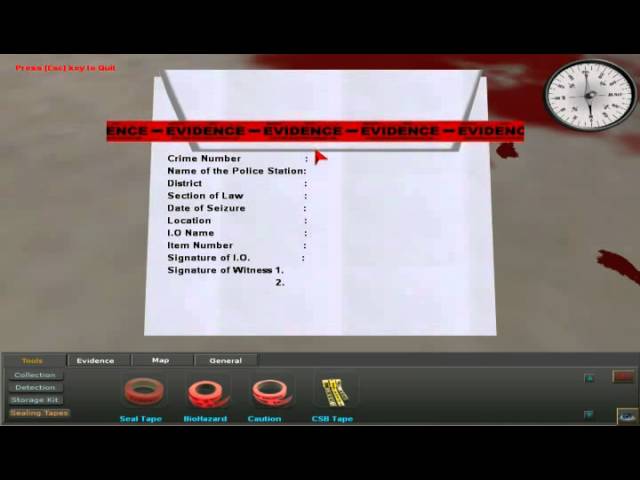 Press (Esc) key to Quit
ENCE — EVIDENCE — EVIDENCE — EVIDENCE — EVIDENC
Crime Number :
Name of the Police Station:
District :
Section of Law :
Date of Seizure :
Location :
I.O Name :
Item Number :
Signature of I.O. :
Signature of Witness 1.
2.
Tools Evidence Map General
Collection
Detection
Storage Kit
Sealing Tapes
Seal Tape BioHazard Caution CSB Tape